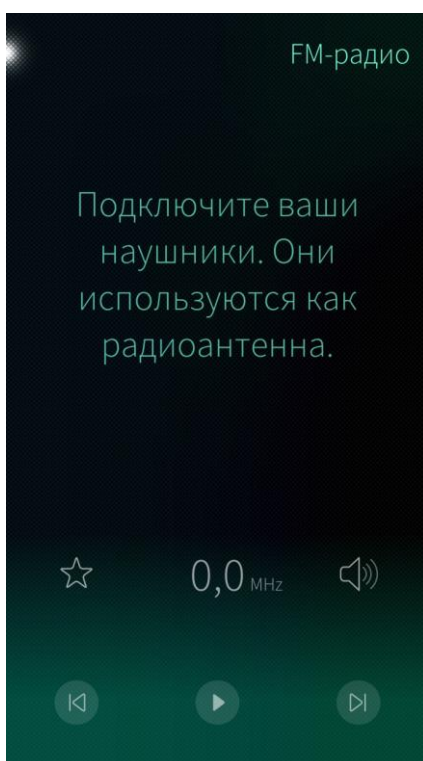 FM-радио
Подключите ваши
наушники. Они
используются как
радиоантенна.
0,0 MHz